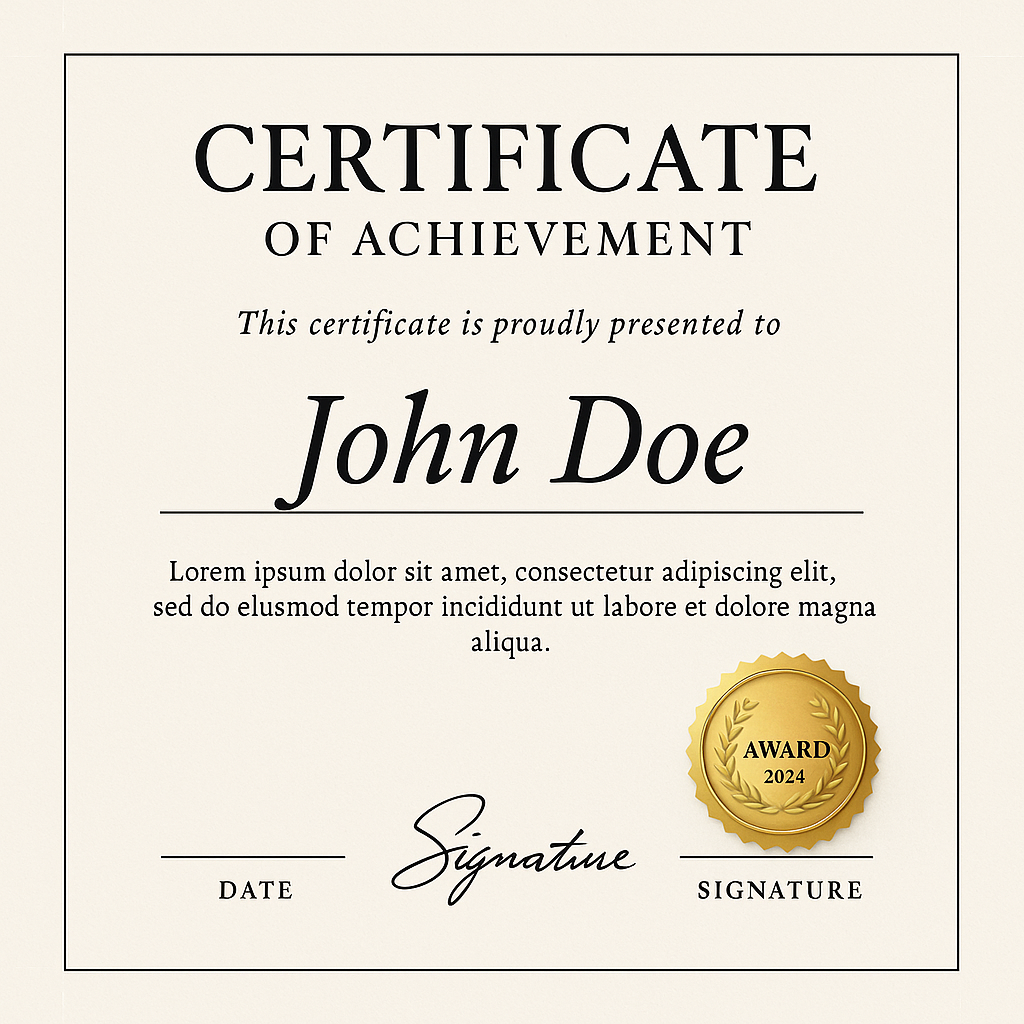 CERTIFICATE
OF ACHIEVEMENT
This certificate is proudly presented to
John Doe
Lorem ipsum dolor sit amet, consectetur adipiscing elit,
sed do elusmod tempor incididunt ut labore et dolore magna
aliqua.
AWARD
2024
Signature
DATE
SIGNATURE